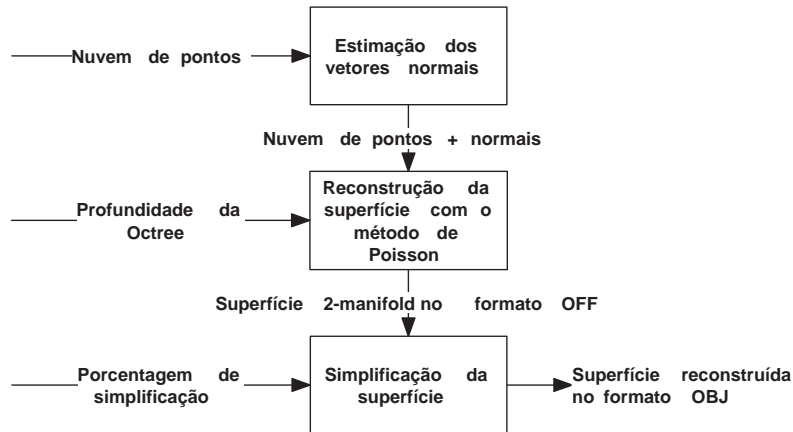 Nuvem de pontos
Estimação dos
vetores normais
Nuvem de pontos + normais
Profundidade da
Octree
Reconstrução da
superfície com o
método de
Poisson
Superfície 2-manifold no formato OFF
Porcentagem de
simplificação
Simplificação da
superfície
Superfície reconstruída
no formato OBJ